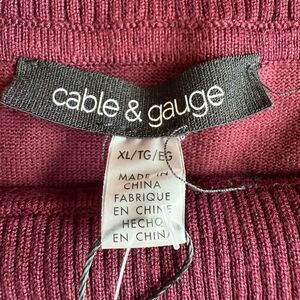 cable & gauge
XL/TG/EG
MADE IN
CHINA
FABRIQUE
EN CHINE
HECHO
EN CHINA